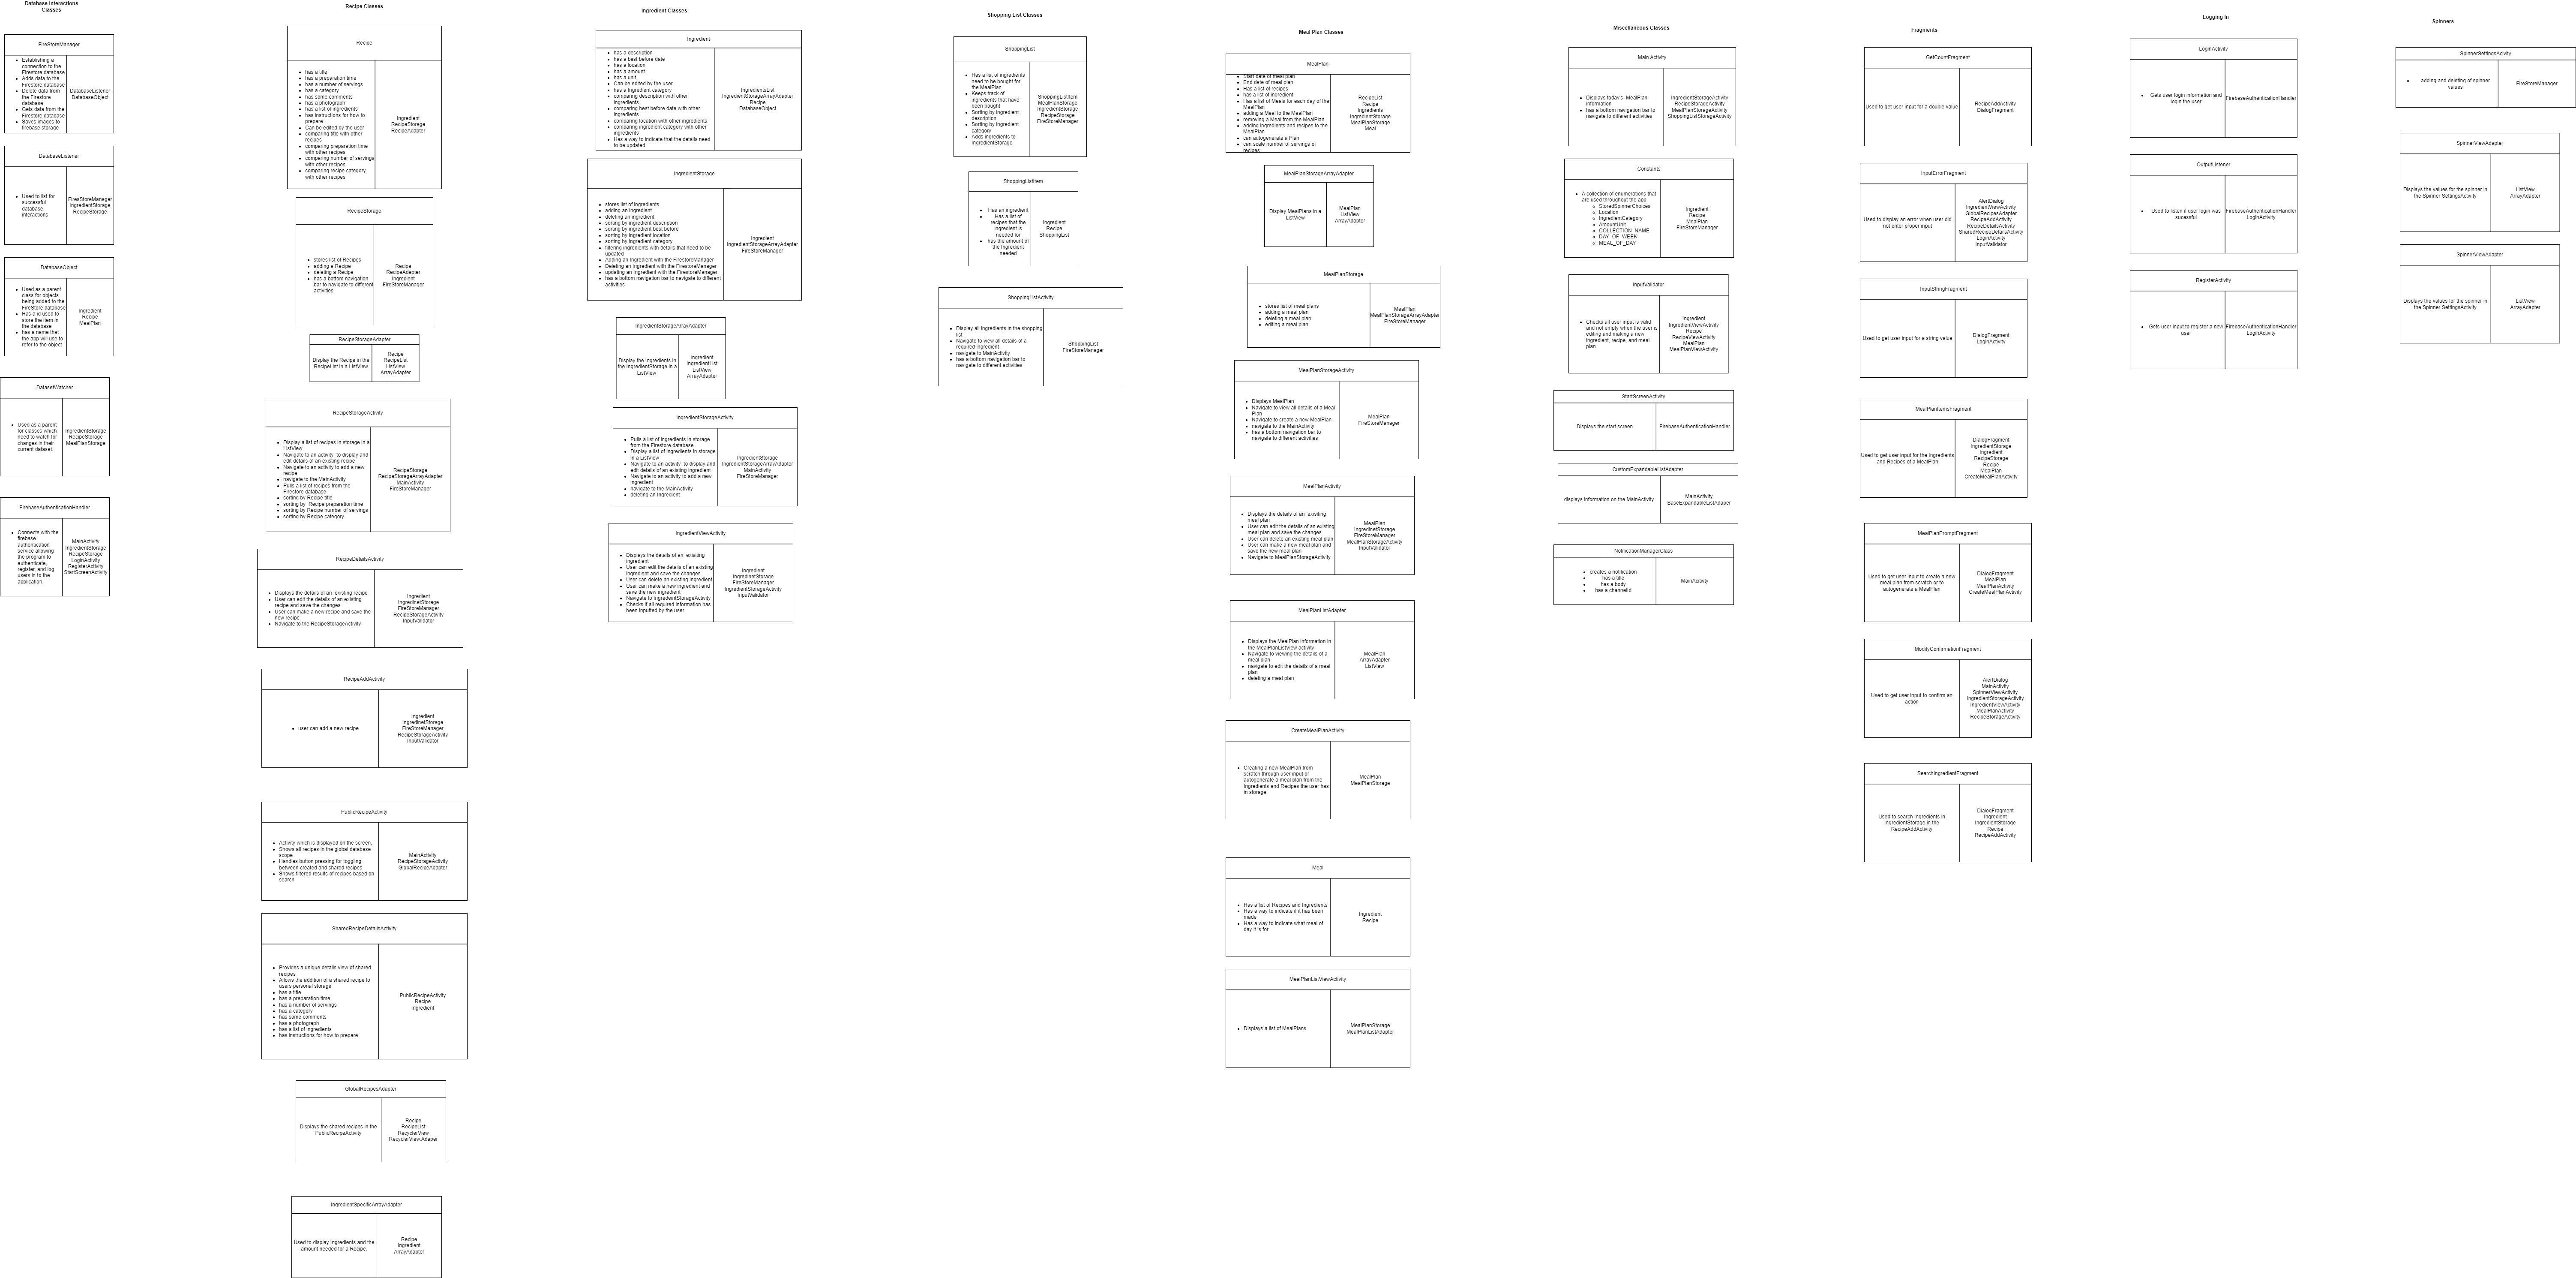 Database Interactions
Classes
FireStoreManager
Establishing a
connection to the
Firestore database
Adds data to the
Firestore database
Delete data from
the Firestore
database
Gets data from the
Firestore database
Saves images to
firebase storage
DatabaseListener
DatabaseObject
DatabaseListener
Used to list for
successful
database
interactions
FiresStoreManager
IngredientStorage
RecipeStorage
DatabaseObject
Used as a parent
class for objects
being added to the
FireStore database
Has a id used to
store the item in
the database
has a name that
the app will use to
refer to the object
Ingredient
Recipe
MealPlan
DatasetWatcher
Used as a parent
for classes which
need to watch for
changes in their
current dataset.
IngredientStorage
RecipeStorage
MealPlanStorage
FirebaseAuthenticationHandler
Connects with the
firebase
authentication
service allowing
the program to
authenticate,
register, and log
users in to the
application.
MainActivity
IngredientStorage
RecipeStorage
LoginActivity
RegisterActivity
StartScreenActivity
Recipe Classes
Recipe
has a title
has a preparation time
has a number of servings
has a category
has some comments
has a photograph
has a list of ingredients
has instructions for how to
prepare
Can be edited by the user
comparing title with other
recipes
comparing preparation time
with other recipes
comparing number of servings
with other recipes
comparing recipe category
with other recipes
Ingredient
RecipeStorage
RecipeAdapter
RecipeStorage
stores list of Recipes
adding a Recipe
deleting a Recipe
has a bottom navigation
bar to navigate to different
activities
Recipe
RecipeAdapter
Ingredient
FireStoreManager
RecipeStorageAdapter
Display the Recipe in the
RecipeList in a ListView
Recipe
RecipeList
ListView
ArrayAdapter
RecipeStorageActivity
Display a list of recipes in storage in a
ListView
Navigate to an activity to display and
edit details of an existing recipe
Navigate to an activity to add a new
recipe
navigate to the MainActivity
Pulls a list of recipes from the
Firestore database
sorting by Recipe title
sorting by Recipe preparation time
sorting by Recipe number of servings
sorting by Recipe category
RecipeStorage
RecipeStorageArrayAdapter
MainActivity
FireStoreManager
RecipeDetailsActivity
Displays the details of an existing recipe
User can edit the details of an existing
recipe and save the changes
User can make a new recipe and save the
new recipe
Navigate to the RecipeStorageActivity
Ingredient
IngredinetStorage
FireStoreManager
RecipeStorageActivity
InputValidator
RecipeAddActivity
user can add a new recipe
Ingredient
IngredinetStorage
FireStoreManager
RecipeStorageActivity
InputValidator
PublicRecipeActivity
Activity which is displayed on the screen,
Shows all recipes in the global database
scope
Handles button pressing for toggling
between created and shared recipes
Shows filtered results of recipes based on
search
MainActivity
RecipeStorageActivity
GlobalRecipeAdapter
SharedRecipeDetailsActivity
Provides a unique details view of shared
recipes
Allows the addition of a shared recipe to
users personal storage
has a title
has a preparation time
has a number of servings
has a category
has some comments
has a photograph
has a list of ingredients
has instructions for how to prepare
PublicRecipeActivity
Recipe
Ingredient
GlobalRecipesAdapter
Displays the shared recipes in the
PublicRecipeActivity
Recipe
RecipeList
RecyclerView
RecyclerView.Adaper
IngredientSpecificArrayAdapter
Used to display Ingredients and the
amount needed for a Recipe.
Recipe
Ingredient
ArrayAdapter
Ingredient Classes
Ingredient
has a description
has a best before date
has a location
has a amount
has a unit
Can be edited by the user
has a Ingredient category
comparing description with other
ingredients
comparing best before date with other
ingredients
comparing location with other ingredients
comparing ingredient category with other
ingredients
Has a way to indicate that the details need
to be updated
IngredientsList
IngredientStorageArrayAdapter
Recipe
DatabaseObject
IngredientStorage
stores list of ingredients
adding an ingredient
deleting an ingredient
sorting by ingredient description
sorting by ingredient best before
sorting by ingredient location
sorting by ingredient category
filtering ingredients with details that need to be
updated
Adding an Ingredient with the FirestoreManager
Deleting an Ingredient with the FirestoreManager
updating an Ingredient with the FirestoreManager
has a bottom navigation bar to navigate to different
activities
Ingredient
IngredientStorageArrayAdapter
FireStoreManager
IngredientStorageArrayAdapter
Display the Ingredients in
the IngredientStorage in a
ListView
Ingredient
IngredientList
ListView
ArrayAdapter
IngredientStorageActivity
Pulls a list of ingredients in storage
from the Firestore database
Display a list of ingredients in storage
in a ListView
Navigate to an activity to display and
edit details of an existing ingredient
Navigate to an activity to add a new
ingredient
navigate to the MainActivity
deleting an Ingredient
IngredientStorage
IngredientStorageArrayAdapter
MainActivity
FireStoreManager
IngredientViewActivity
Displays the details of an existing
ingredient
User can edit the details of an existing
ingredient and save the changes
User can delete an existing ingredient
User can make a new ingredient and
save the new ingredient
Navigate to IngredeintStorageActivity
Checks if all required information has
been inputted by the user
Ingredient
IngredinetStorage
FireStoreManager
IngredientStorageActivity
InputValidator
Shopping List Classes
ShoppingList
Has a list of ingredients
need to be bought for
the MealPlan
Keeps track of
ingredients that have
been bought
Sorting by ingredient
description
Sorting by ingredient
category
Adds ingredients to
IngredientStorage
ShoppingListItem
MealPlanStorage
IngredientStorage
RecipeStorage
FireStoreManager
ShoppingListItem
Has an ingredient
Has a list of
recipes that the
ingredient is
needed for
has the amount of
the Ingredient
needed
Ingredient
Recipe
ShoppingList
ShoppingListActivity
Display all ingredients in the shopping
list
Navigate to view all details of a
required ingredient
navigate to MainActivity
has a bottom navigation bar to
navigate to different activities
ShoppingList
FireStoreManager
Meal Plan Classes
MealPlan
Start date of meal plan
End date of meal plan
Has a list of recipes
has a list of ingredient
Has a list of Meals for each day of the
MealPlan
adding a Meal to the MealPlan
removing a Meal from the MealPlan
adding ingredients and recipes to the
MealPlan
can autogenerate a Plan
can scale number of servings of
recipes
RecipeList
Recipe
Ingredients
IngredientStorage
MealPlanStorage
Meal
MealPlanStorageArrayAdapter
Display MealPlans in a
ListView
MealPlan
ListView
ArrayAdapter
MealPlanStorage
stores list of meal plans
adding a meal plan
deleting a meal plan
editing a meal plan
MealPlan
MealPlanStorageArrayAdapter
FireStoreManager
MealPlanStorageActivity
Displays MealPlan
Navigate to view all details of a Meal
Plan
Navigate to create a new MealPlan
navigate to the MainActivity
has a bottom navigation bar to
navigate to different activities
MealPlan
FireStoreManager
MealPlanActivity
Displays the details of an existing
meal plan
User can edit the details of an existing
meal plan and save the changes
User can delete an existing meal plan
User can make a new meal plan and
save the new meal plan
Navigate to MealPlanStorageActivity
MealPlan
IngredinetStorage
FireStoreManager
MealPlanStorageActivity
InputValidator
MealPlanListAdapter
Displays the MealPlan information in
the MealPlanListView activity
Navigate to viewing the details of a
meal plan
navigate to edit the details of a meal
plan
deleting a meal plan
MealPlan
ArrayAdapter
ListView
CreateMealPlanActivity
Creating a new MealPlan from
scratch through user input or
autogenerate a meal plan from the
Ingredients and Recipes the user has
in storage
MealPlan
MealPlanStorage
Meal
Has a list of Recipes and Ingredients
Has a way to indicate if it has been
made
Has a way to indicate what meal of
day it is for
Ingredient
Recipe
MealPlanListViewActivity
Displays a list of MealPlans
MealPlanStorage
MealPlanListAdapter
Miscellaneous Classes
Main Activity
Displays today's MealPlan
information
has a bottom navigation bar to
navigate to different activities
IngredientStorageActivity
RecipeStorageActivity
MealPlanStorageActivity
ShoppingListStorageActivity
Constants
A collection of enumerations that
are used throughout the app
StoredSpinnerChoices
Location
IngredientCategory
AmountUnit
COLLECTION_NAME
DAY_OF_WEEK
MEAL_OF_DAY
Ingredient
Recipe
MealPlan
FireStoreManager
InputValidator
Checks all user input is valid
and not empty when the user is
editing and making a new
ingredient, recipe, and meal
plan
Ingredient
IngredientViewActivity
Recipe
RecipeViewActivity
MealPlan
MealPlanViewActivity
StartScreenActivity
Displays the start screen
FirebaseAuthenticationHandler
CustomExpandableListAdapter
displays information on the MainActivity
MainActivity
BaseExpandableListAdaper
NotificationManagerClass
creates a notification
has a title
has a body
has a channelid
MainActivity
Fragments
GetCountFragment
Used to get user input for a double value
RecipeAddActivity
DialogFragment
InputErrorFragment
Used to display an error when user did
not enter proper input
AlertDialog
IngredientViewActivity
GlobalRecipesAdapter
RecipeAddActivity
RecipeDetailsActivity
SharedRecipeDetailsActivity
LoginActivity
InputValidator
InputStringFragment
Used to get user input for a string value
DialogFragment
LoginActivity
MealPlanItemsFragment
Used to get user input for the Ingredients
and Recipes of a MealPlan
DialogFragment
IngredientStorage
Ingredient
RecipeStorage
Recipe
MealPlan
CreateMealPlanActivity
MealPlanPromptFragment
Used to get user input to create a new
meal plan from scratch or to
autogenerate a MealPlan
DialogFragment
MealPlan
MealPlanActivity
CreateMealPlanActivity
ModifyConfirmationFragment
Used to get user input to confirm an
action
AlertDialog
MainActivity
SpinnerViewActivity
IngredientStorageActivity
IngredientViewActivity
MealPlanActivity
RecipeStorageActivity
SearchIngredientFragment
Used to search Ingredients in
IngredientStorage in the
RecipeAddActivity
DialogFragment
Ingredient
IngredientStorage
Recipe
RecipeAddActivity
Logging In
LoginActivity
Gets user login information and
login the user
FirebaseAuthenticationHandler
OutputListener
Used to listen if user login was
successful
FirebaseAuthenticationHandler
LoginActivity
RegisterActivity
Gets user input to register a new
user
FirebaseAuthenticationHandler
LoginActivity
Spinners
SpinnerSettingsAcivity
adding and deleting of spinner
values
FireStoreManager
SpinnerViewAdapter
Displays the values for the spinner in
the Spinner SettingsActivity
ListView
ArrayAdapter
SpinnerViewAdapter
Displays the values for the spinner in
the Spinner SettingsActivity
ListView
ArrayAdapter